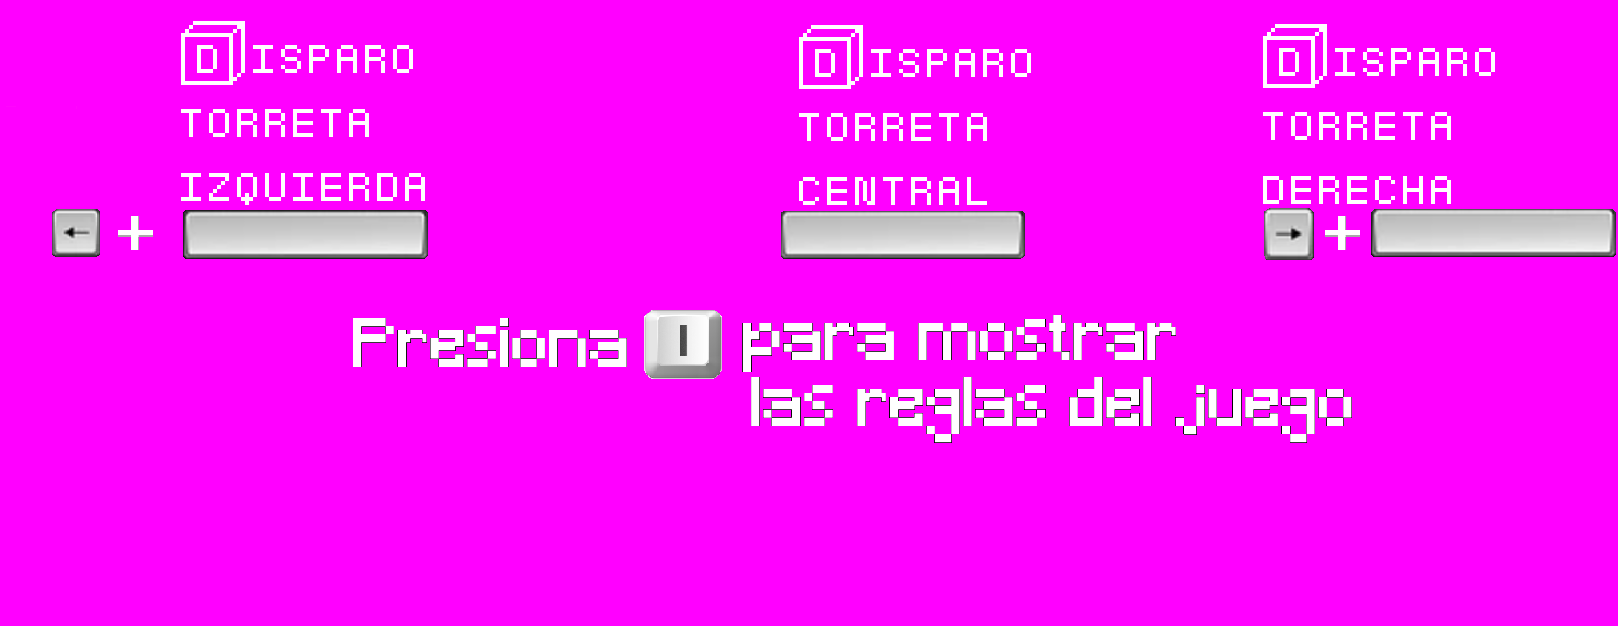 DISPARO
TORRETA
IZQUIERDA
← +
DISPARO
TORRETA
CENTRAL
DISPARO
TORRETA
DERECHA
→ +
Presiona I para mostrar
las reglas del juego